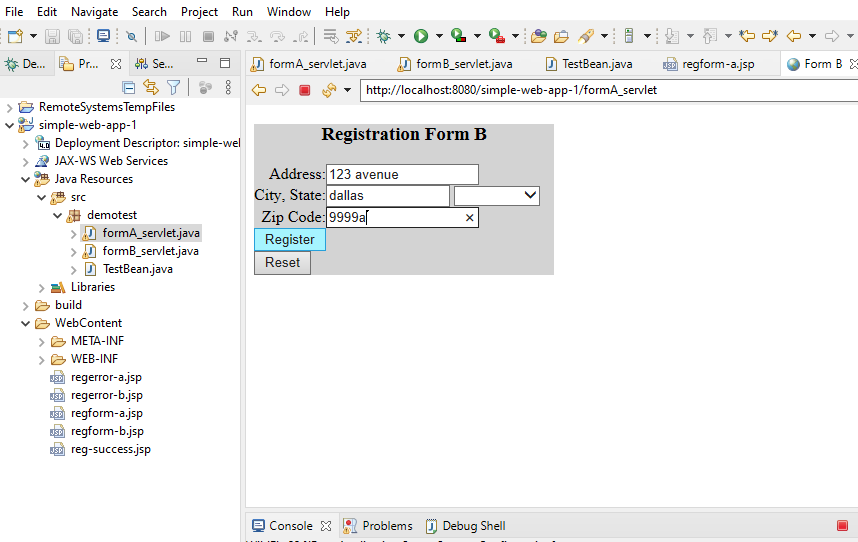 File Edit Navigate Search Project Run Window Help
De... Pr... Se...
formA_servlet.java formB_servlet.java TestBean.java regform-a.jsp Form B
http://localhost:8080/simple-web-app-1/formA_servlet
RemoteSystemsTempFiles
simple-web-app-1
Deployment Descriptor: simple-wel
JAX-WS Web Services
Java Resources
src
demotest
formA_servlet.java
formB_servlet.java
TestBean.java
Libraries
build
WebContent
META-INF
WEB-INF
regerror-a.jsp
regerror-b.jsp
regform-a.jsp
regform-b.jsp
reg-success.jsp
Registration Form B
Address: 123 avenue
City, State: dallas
Zip Code: 9999a
Register
Reset
Console Problems Debug Shell